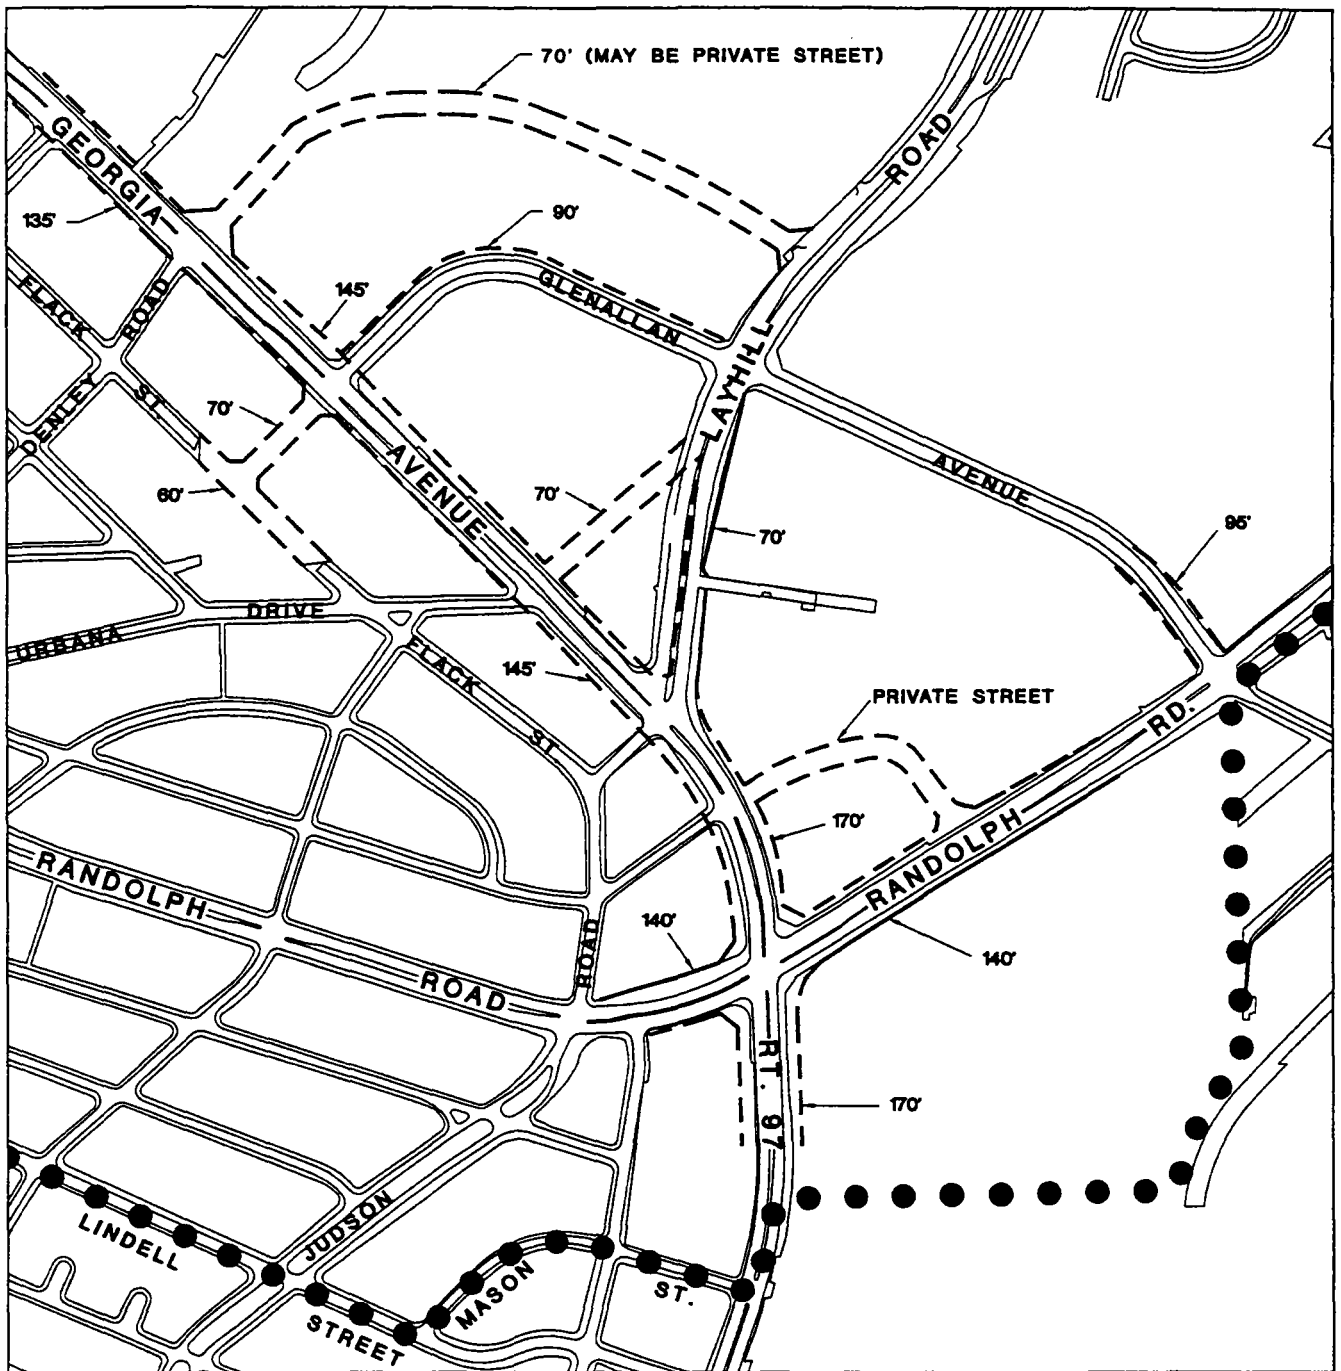 70' (MAY BE PRIVATE STREET)
GEORGIA
ROAD
135'
90'
145'
GLENALLAN
FLACK
ROAD
LAYHILL
DENLEY
ST.
70'
AVENUE
AVENUE
60'
70'
70'
95'
DRIVE
URBANA
FLACK
145'
ST.
PRIVATE STREET
RD.
170'
RANDOLPH
RANDOLPH
140'
ROAD
140'
ROAD
RT. 97
170'
JUDSON
LINDELL
MASON
ST.
STREET